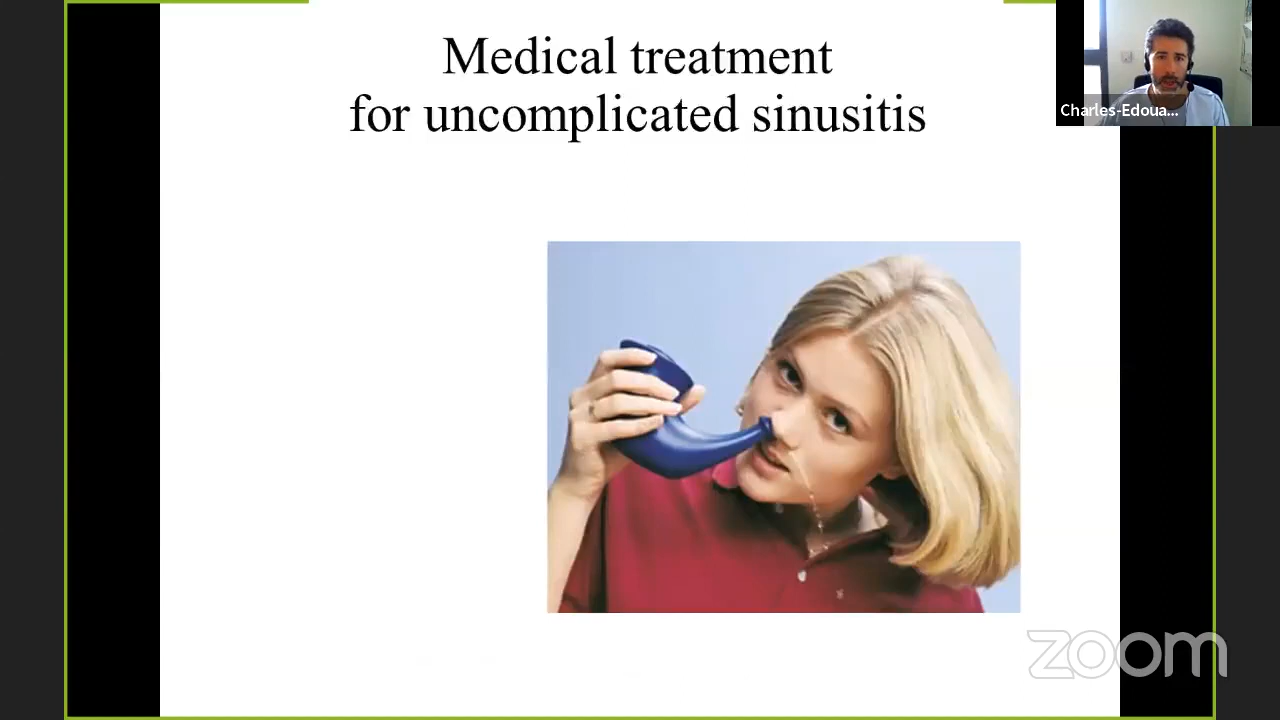 Medical treatment
for uncomplicated sinusitis
Charles-Edoua...
zoom